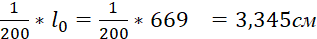 1/200 * l₀ = 1/200 * 669 = 3,345см